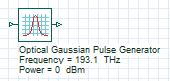 Optical Gaussian Pulse Generator
Frequency = 193.1 THz
Power = 0 dBm